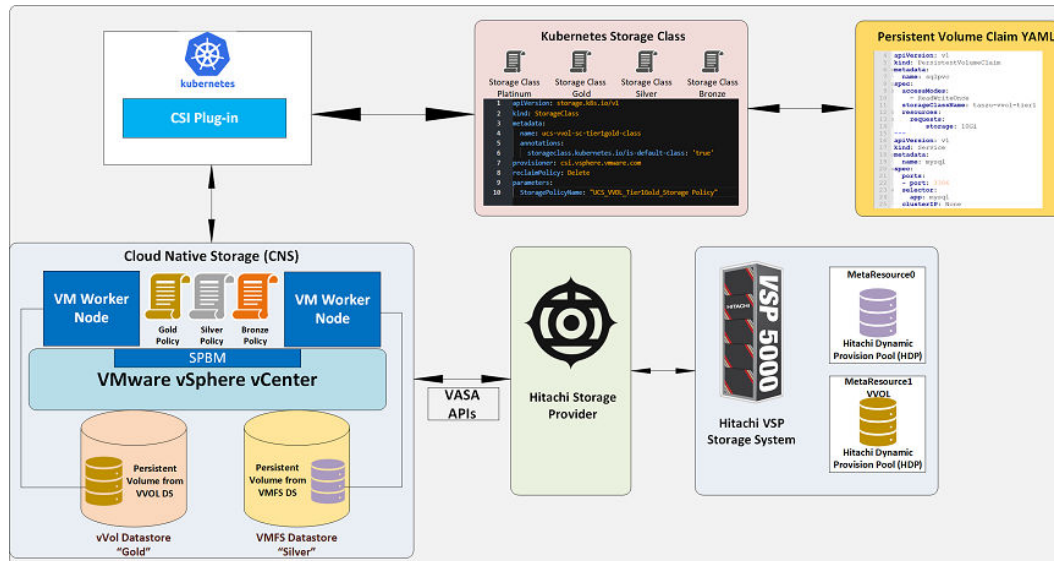 kubernetes
CSI Plug-in
Kubernetes Storage Class
Storage Class
Platinum
Storage Class
Gold
Storage Class
Silver
Storage Class
Bronze
1 apiVersion: storage.k8s.io/v1
2 kind: StorageClass
3 metadata:
4 name: ucs-vvol-sc-tier1gold-class
5 annotations:
6 storageclass.kubernetes.io/is-default-class: 'true'
7 provisioner: csi.vsphere.vmware.com
8 reclaimPolicy: Delete
9 parameters:
10 StoragePolicyName: "UCS_VVOL_Tier1Gold_Storage Policy"
Persistent Volume Claim YAML
apiVersion: v1
kind: PersistentVolumeClaim
metadata:
name:
spec:
accessModes:
- ReadWriteOnce
storageClassName:
resources:
requests:
storage: 10Gi
---
apiVersion: v1
kind: Service
metadata:
name: mysql
spec:
ports:
- port: 3306
selector:
app: mysql
clusterIP: None
Cloud Native Storage (CNS)
VM Worker
Node
Gold
Policy
Silver
Policy
Bronze
Policy
VM Worker
Node
SPBM
VMware vSphere vCenter
Persistent
Volume from
VVOL DS
Persistent
Volume from
VMFS DS
vVol Datastore
“Gold”
VMFS Datastore
“Silver”
VASA
APIs
Hitachi Storage
Provider
HITACHI
VSP 5000
Hitachi VSP
Storage System
MetaResource0
Hitachi Dynamic
Provision Pool (HDP)
MetaResource1
VVOL
Hitachi Dynamic
Provision Pool (HDP)